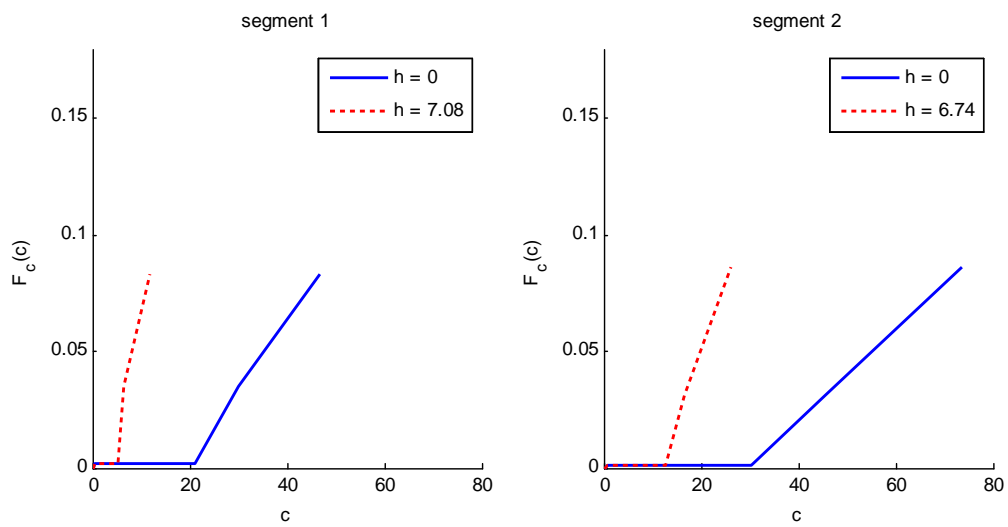 segment 1
h = 0
h = 7.08
0.15
0.1
0.05
0
F_c(c)
0
20
40
60
80
c
segment 2
h = 0
h = 6.74
0.15
0.1
0.05
0
F_c(c)
0
20
40
60
80
c